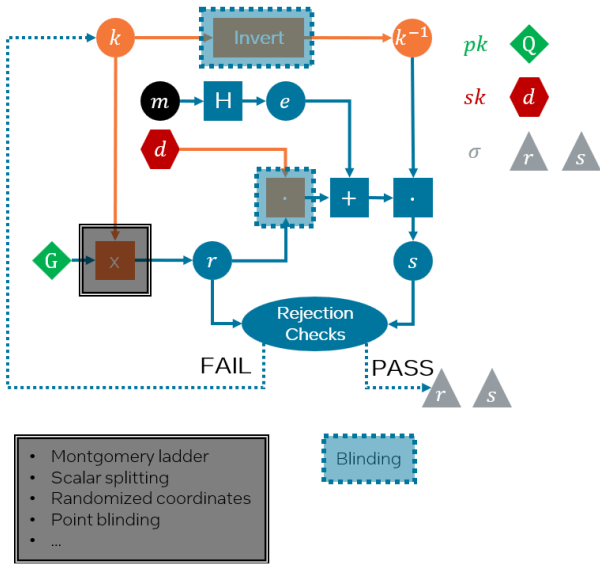 k
Invert
k⁻¹
pk
Q
m
H
e
sk
d
d
σ
r
s
·
+
·
G
x
r
s
Rejection
Checks
FAIL
PASS
r
s
• Montgomery ladder
• Scalar splitting
• Randomized coordinates
• Point blinding
• ...
Blinding